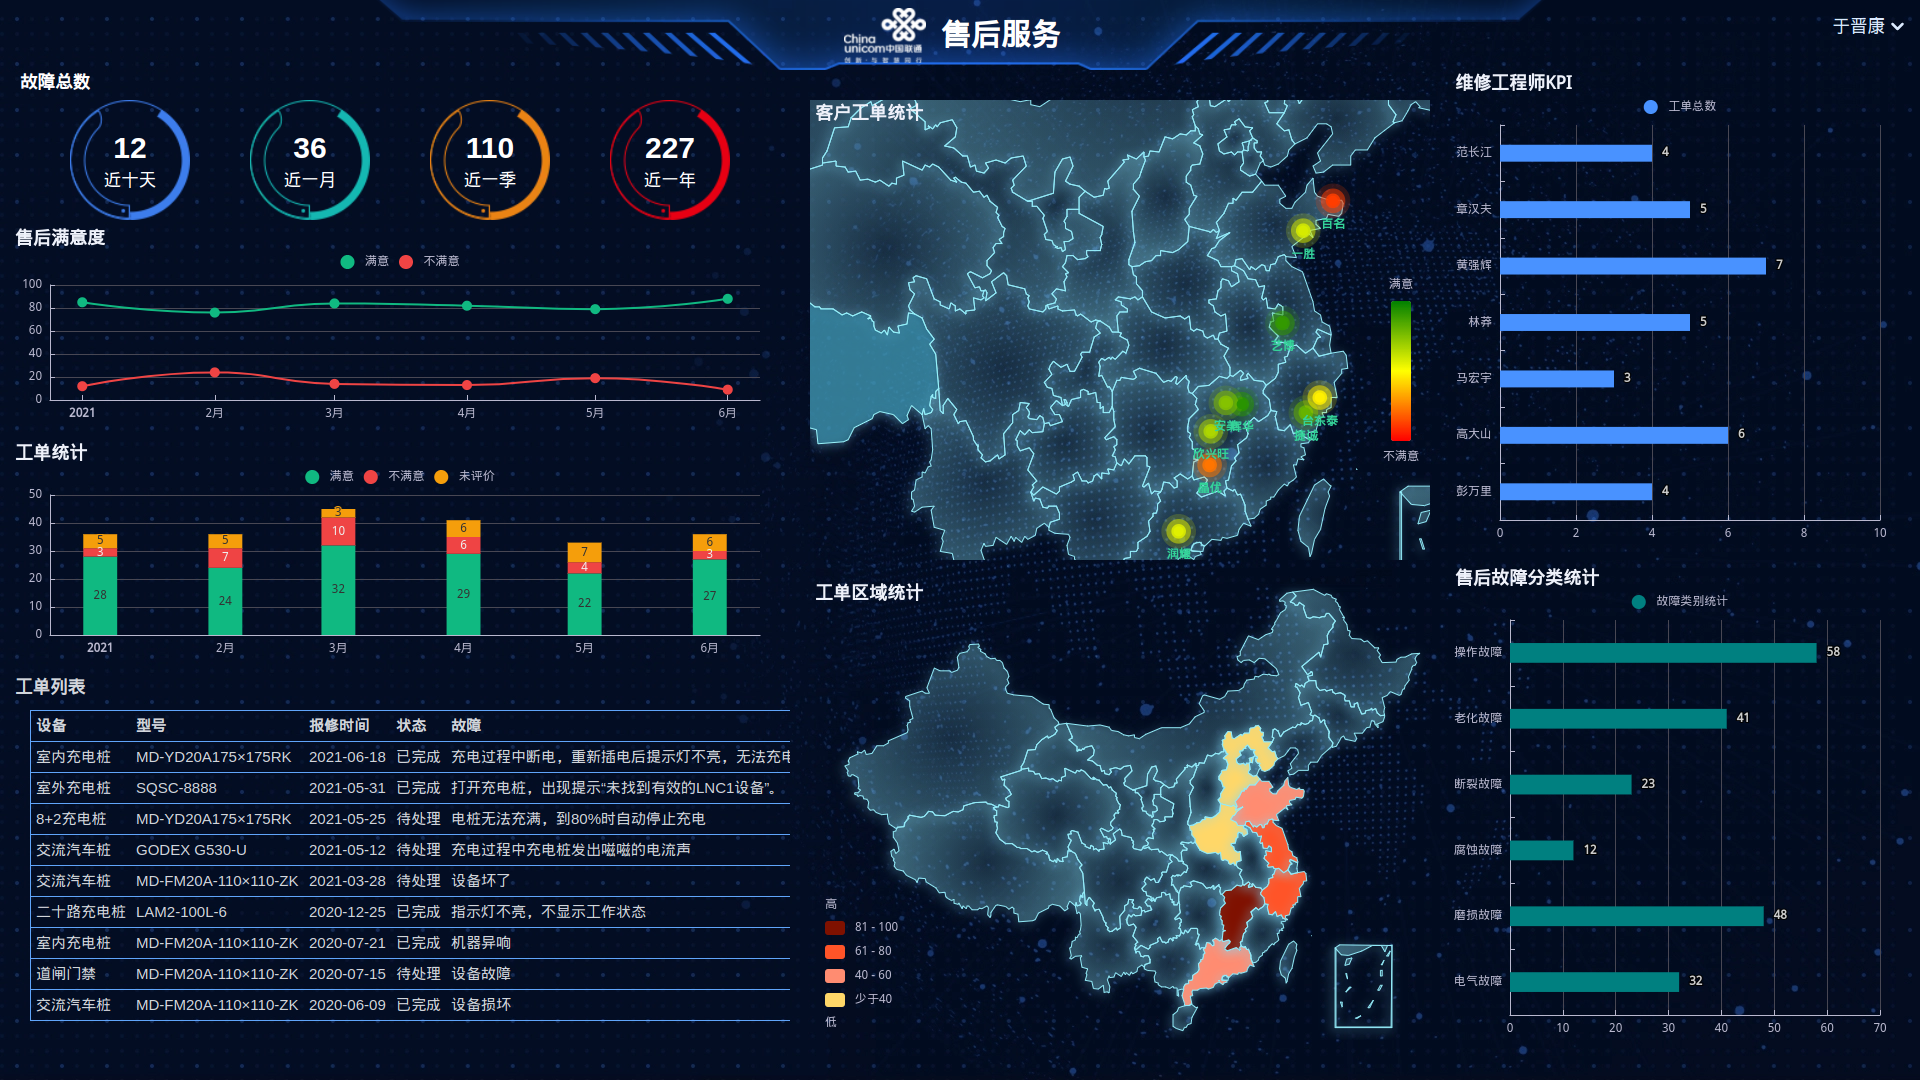 China
unicom中国联通
创新·与智慧同行
售后服务
于晋康
故障总数
12
近十天
36
近一月
110
近一季
227
近一年
售后满意度
满意 不满意
100
80
60
40
20
0
2021 2月 3月 4月 5月 6月
工单统计
满意 不满意 未评价
50
40
30
20
10
0
5 5 3 6 7 6
3 7 10 6 4 3
28 24 32 29 22 27
2021 2月 3月 4月 5月 6月
工单列表
设备 型号 报修时间 状态 故障
室内充电桩 MD-YD20A175×175RK 2021-06-18 已完成 充电过程中断电，重新插电后提示灯不亮，无法充电
室外充电桩 SQSC-8888 2021-05-31 已完成 打开充电桩，出现提示“未找到有效的LNC1设备”。
8+2充电桩 MD-YD20A175×175RK 2021-05-25 待处理 电桩无法充满，到80%时自动停止充电
交流汽车桩 GODEX G530-U 2021-05-12 待处理 充电过程中充电桩发出嗞嗞的电流声
交流汽车桩 MD-FM20A-110×110-ZK 2021-03-28 待处理 设备坏了
二十路充电桩 LAM2-100L-6 2020-12-25 已完成 指示灯不亮，不显示工作状态
室内充电桩 MD-FM20A-110×110-ZK 2020-07-21 已完成 机器异响
道闸门禁 MD-FM20A-110×110-ZK 2020-07-15 待处理 设备故障
交流汽车桩 MD-FM20A-110×110-ZK 2020-06-09 已完成 设备损坏
客户工单统计
百名
一胜
艺博
台东泰
捷诚
欣兴旺
润耀
满意
不满意
工单区域统计
高
81 - 100
61 - 80
40 - 60
少于40
低
维修工程师KPI
工单总数
范长江 4
章汉夫 5
黄强辉 7
林莽 5
马宏宇 3
高大山 6
彭万里 4
0 2 4 6 8 10
售后故障分类统计
故障类别统计
操作故障 58
老化故障 41
断裂故障 23
腐蚀故障 12
磨损故障 48
电气故障 32
0 10 20 30 40 50 60 70